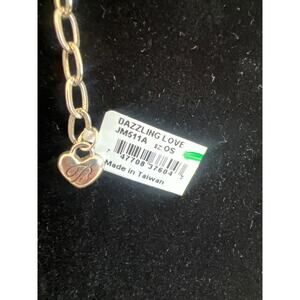 DAZZLING LOVE
JM511A SZ OS
7 47708 37604
Made in Taiwan